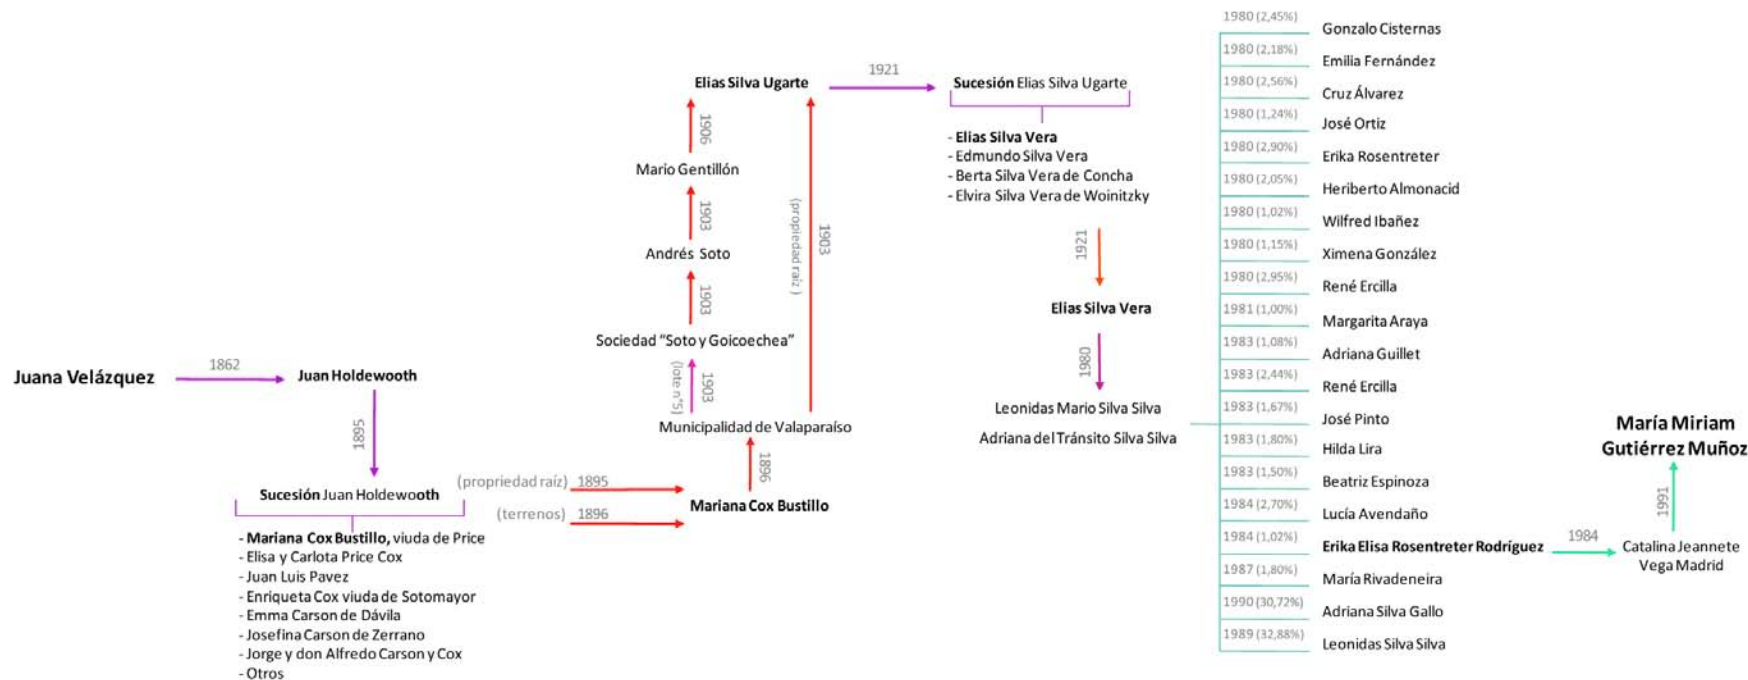 Juana Velázquez
1862
Juan Holdewooth
1895
Sucesión Juan Holdewooth
- Mariana Cox Bustillo, viuda de Price
- Elisa y Carlota Price Cox
- Juan Luis Pavez
- Enriqueta Cox viuda de Sotomayor
- Emma Carson de Dávila
- Josefina Carson de Zerrano
- Jorge y don Alfredo Carson y Cox
- Otros
(propriedad raíz) 1895
(terrenos) 1896
Mariana Cox Bustillo
1896
Municipalidad de Valaparaíso
1903
(lote n°5)
Sociedad “Soto y Goicoechea”
1903
Andrés Soto
1903
Mario Gentillón
1906
1903
(propiedad raíz )
Elias Silva Ugarte
1921
Sucesión Elias Silva Ugarte
- Elias Silva Vera
- Edmundo Silva Vera
- Berta Silva Vera de Concha
- Elvira Silva Vera de Woinitzky
1921
Elias Silva Vera
1980
Leonidas Mario Silva Silva
Adriana del Tránsito Silva Silva
1980 (2,45%)
Gonzalo Cisternas
1980 (2,18%)
Emilia Fernández
1980 (2,56%)
Cruz Álvarez
1980 (1,24%)
José Ortiz
1980 (2,90%)
Erika Rosentreter
1980 (2,05%)
Heriberto Almonacid
1980 (1,02%)
Wilfred Ibañez
1980 (1,15%)
Ximena González
1980 (2,95%)
René Ercilla
1981 (1,00%)
Margarita Araya
1983 (1,08%)
Adriana Guillet
1983 (2,44%)
René Ercilla
1983 (1,67%)
José Pinto
1983 (1,80%)
Hilda Lira
1983 (1,50%)
Beatriz Espinoza
1984 (2,70%)
Lucía Avendaño
1984 (1,02%)
Erika Elisa Rosentreter Rodríguez
1987 (1,80%)
María Rivadeneira
1990 (30,72%)
Adriana Silva Gallo
1989 (32,88%)
Leonidas Silva Silva
1984
Catalina Jeannete
Vega Madrid
1991
María Miriam
Gutiérrez Muñoz